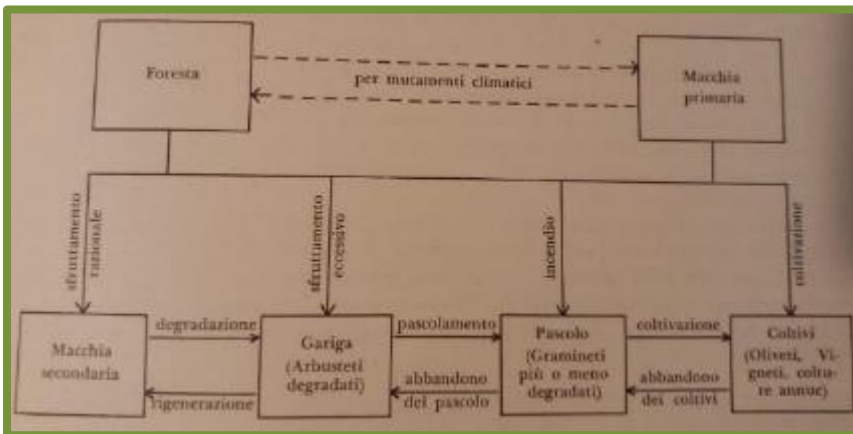 Foresta
per mutamenti climatici
Macchia
primaria
sfruttamento
razionale
sfruttamento
eccessivo
incendio
coltivazione
Macchia
secondaria
degradazione
rigenerazione
Gariga
(Arbusteti
degradati)
pascolamento
abbandono
del pascolo
Pascolo
(Gramineti
più o meno
degradati)
coltivazione
abbandono
dei coltivi
Coltivi
(Oliveti, Vi-
gneti, coltu-
re annue)